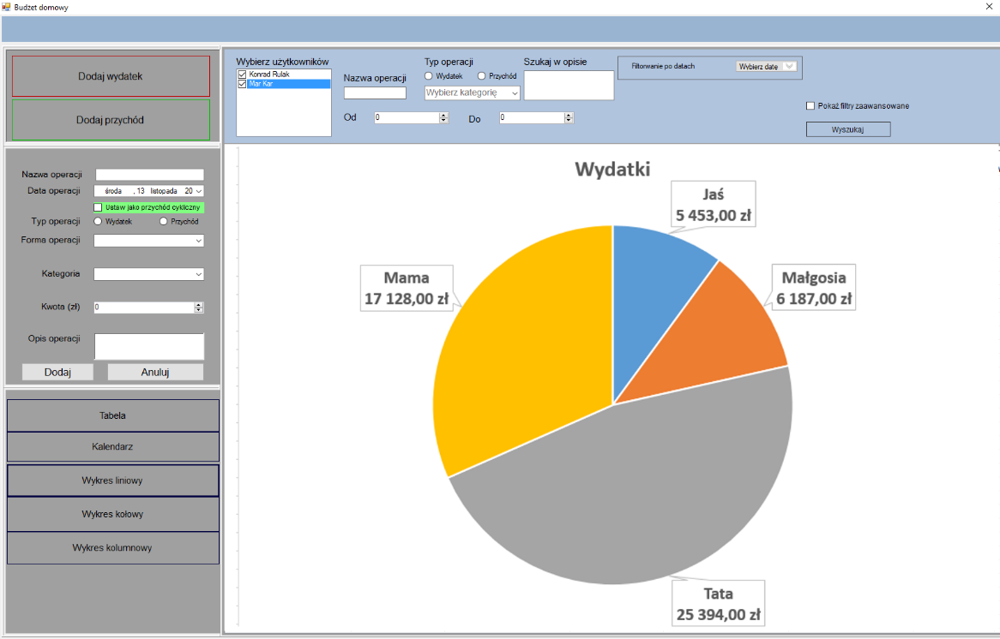 Budżet domowy
Dodaj wydatek
Dodaj przychód
Nazwa operacji
Data operacji
środa , 13 listopada 20
Ustaw jako przychód cykliczny
Typ operacji
Wydatek
Przychód
Forma operacji
Kategoria
Kwota (zł)
0
Opis operacji
Dodaj
Anuluj
Tabela
Kalendarz
Wykres liniowy
Wykres kołowy
Wykres kolumnowy
Wybierz użytkowników
Konrad Rulak
Mar Kar
Nazwa operacji
Typ operacji
Wydatek
Przychód
Wybierz kategorię
Szukaj w opisie
Od
0
Do
0
Filtorwanie po datach
Wybierz date
Pokaż filtry zaawansowane
Wyszukaj
Wydatki
Jaś
5 453,00 zł
Małgosia
6 187,00 zł
Mama
17 128,00 zł
Tata
25 394,00 zł